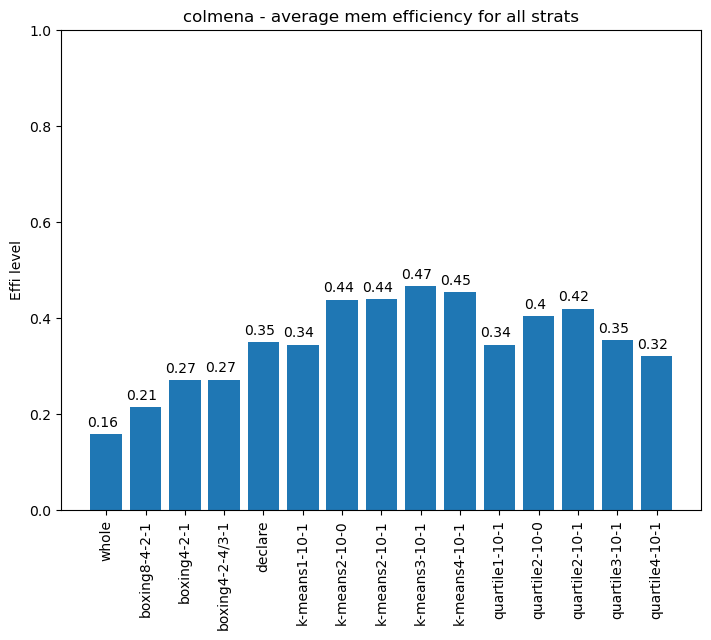 colmena - average mem efficiency for all strats
Effi level
1.0
0.8
0.6
0.4
0.2
0.0
0.16
0.21
0.27
0.27
0.35
0.34
0.44
0.44
0.47
0.45
0.34
0.4
0.42
0.35
0.32
whole
boxing8-4-2-1
boxing4-2-1
boxing4-2-4/3-1
declare
k-means1-10-1
k-means2-10-0
k-means2-10-1
k-means3-10-1
k-means4-10-1
quartile1-10-1
quartile2-10-0
quartile2-10-1
quartile3-10-1
quartile4-10-1